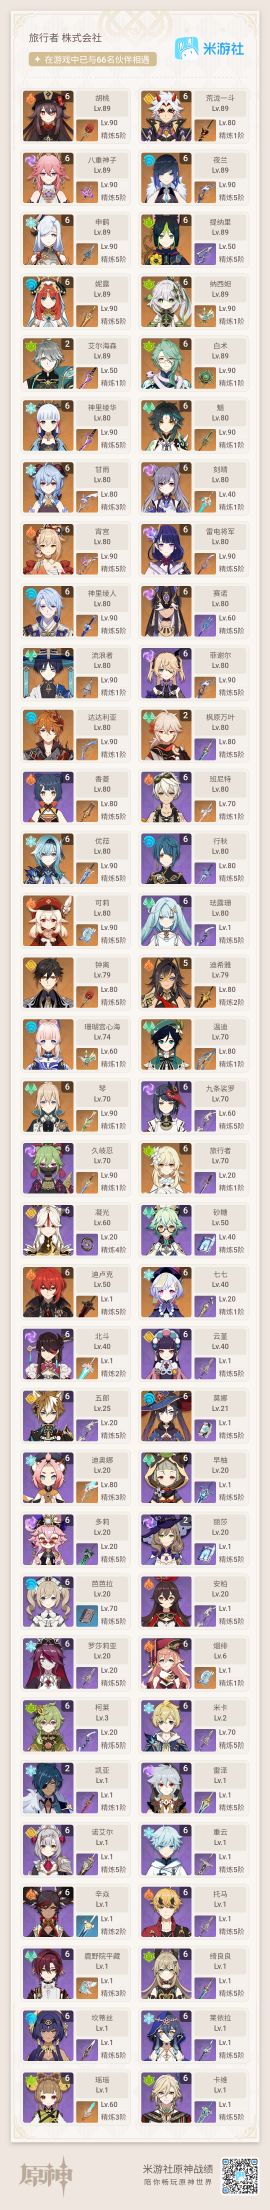 旅行者 株式会社
米游社
在游戏中已与66名伙伴相遇
6 胡桃 Lv.89 Lv.90 精炼5阶
6 荒泷一斗 Lv.89 Lv.80 精炼1阶
6 八重神子 Lv.89 Lv.90 精炼5阶
6 夜兰 Lv.89 Lv.90 精炼5阶
6 申鹤 Lv.89 Lv.90 精炼5阶
6 提纳里 Lv.89 Lv.50 精炼5阶
6 妮露 Lv.89 Lv.90 精炼5阶
6 纳西妲 Lv.89 Lv.90 精炼5阶
2 艾尔海森 Lv.89 Lv.50 精炼1阶
6 白术 Lv.89 Lv.90 精炼1阶
6 神里绫华 Lv.80 Lv.90 精炼5阶
6 魈 Lv.80 Lv.90 精炼1阶
6 甘雨 Lv.80 Lv.80 精炼3阶
6 刻晴 Lv.80 Lv.40 精炼1阶
6 宵宫 Lv.80 Lv.90 精炼5阶
6 雷电将军 Lv.80 Lv.90 精炼5阶
6 神里绫人 Lv.80 Lv.90 精炼5阶
6 赛诺 Lv.80 Lv.60 精炼5阶
6 流浪者 Lv.80 Lv.90 精炼1阶
6 菲谢尔 Lv.80 Lv.90 精炼5阶
6 达达利亚 Lv.80 Lv.90 精炼1阶
2 枫原万叶 Lv.80 Lv.80 精炼5阶
6 香菱 Lv.80 Lv.80 精炼5阶
6 班尼特 Lv.80 Lv.70 精炼1阶
6 优菈 Lv.80 Lv.90 精炼5阶
6 行秋 Lv.80 Lv.80 精炼5阶
6 可莉 Lv.80 Lv.90 精炼5阶
6 珐露珊 Lv.80 Lv.1 精炼5阶
6 钟离 Lv.79 Lv.80 精炼5阶
5 迪希雅 Lv.79 Lv.80 精炼2阶
6 珊瑚宫心海 Lv.74 Lv.60 精炼1阶
6 温迪 Lv.70 Lv.80 精炼1阶
6 琴 Lv.70 Lv.90 精炼1阶
6 九条裟罗 Lv.70 Lv.60 精炼5阶
6 久岐忍 Lv.70 Lv.90 精炼1阶
6 旅行者 Lv.70 Lv.20 精炼1阶
6 凝光 Lv.60 Lv.20 精炼4阶
6 砂糖 Lv.50 Lv.40 精炼5阶
6 迪卢克 Lv.50 Lv.1 精炼5阶
6 七七 Lv.40 Lv.20 精炼1阶
6 北斗 Lv.40 Lv.1 精炼2阶
6 云堇 Lv.40 Lv.1 精炼5阶
6 五郎 Lv.25 Lv.20 精炼5阶
6 莫娜 Lv.21 Lv.1 精炼5阶
6 迪奥娜 Lv.20 Lv.80 精炼3阶
6 早柚 Lv.20 Lv.1 精炼5阶
6 多莉 Lv.20 Lv.20 精炼5阶
2 丽莎 Lv.20 Lv.1 精炼5阶
6 芭芭拉 Lv.20 Lv.70 精炼5阶
6 安柏 Lv.20 Lv.1 精炼5阶
6 罗莎莉亚 Lv.20 Lv.20 精炼5阶
6 烟绯 Lv.6 Lv.1 精炼1阶
6 柯莱 Lv.3 Lv.20 精炼5阶
6 米卡 Lv.2 Lv.70 精炼5阶
2 凯亚 Lv.1 Lv.1 精炼1阶
6 雷泽 Lv.1 Lv.1 精炼5阶
6 诺艾尔 Lv.1 Lv.1 精炼5阶
6 重云 Lv.1 Lv.1 精炼5阶
6 辛焱 Lv.1 Lv.1 精炼2阶
6 托马 Lv.1 Lv.1 精炼5阶
6 鹿野院平藏 Lv.1 Lv.1 精炼3阶
6 绮良良 Lv.1 Lv.1 精炼5阶
6 坎蒂丝 Lv.1 Lv.1 精炼5阶
6 莱依拉 Lv.1 Lv.1 精炼5阶
6 瑶瑶 Lv.1 Lv.60 精炼3阶
6 卡维 Lv.1 Lv.1 精炼5阶
原神
米游社原神战绩
陪你畅玩原神世界